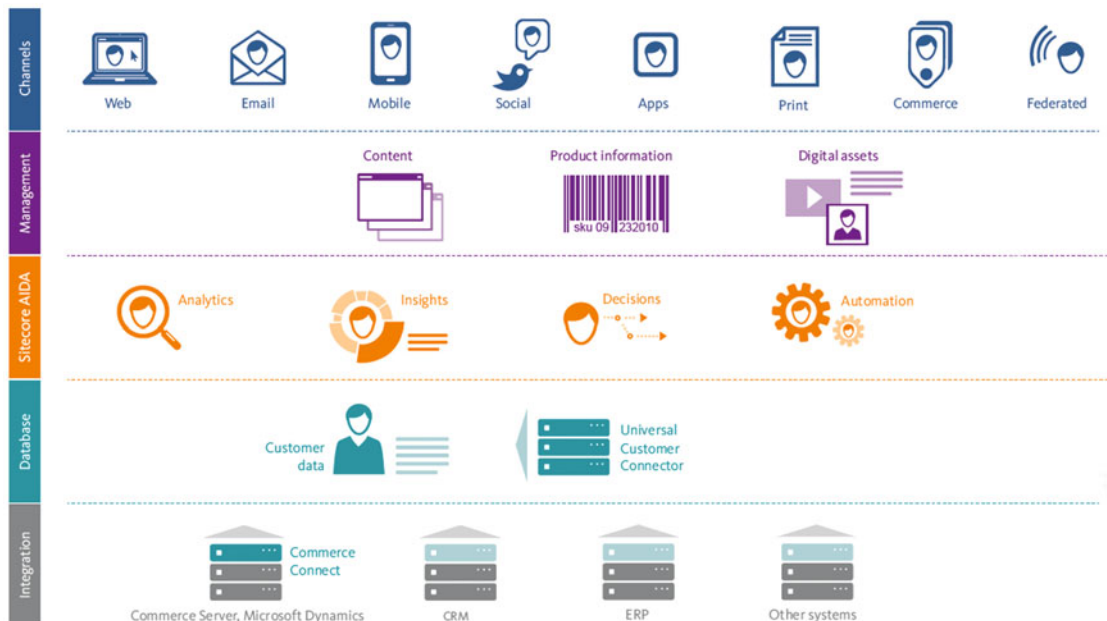 Channels
Web
Email
Mobile
Social
Apps
Print
Commerce
Federated
Management
Content
Product information
sku 09 232010
Digital assets
Sitecore AIDA
Analytics
Insights
Decisions
Automation
Database
Customer
data
Universal
Customer
Connector
Integration
Commerce
Connect
Commerce Server, Microsoft Dynamics
CRM
ERP
Other systems